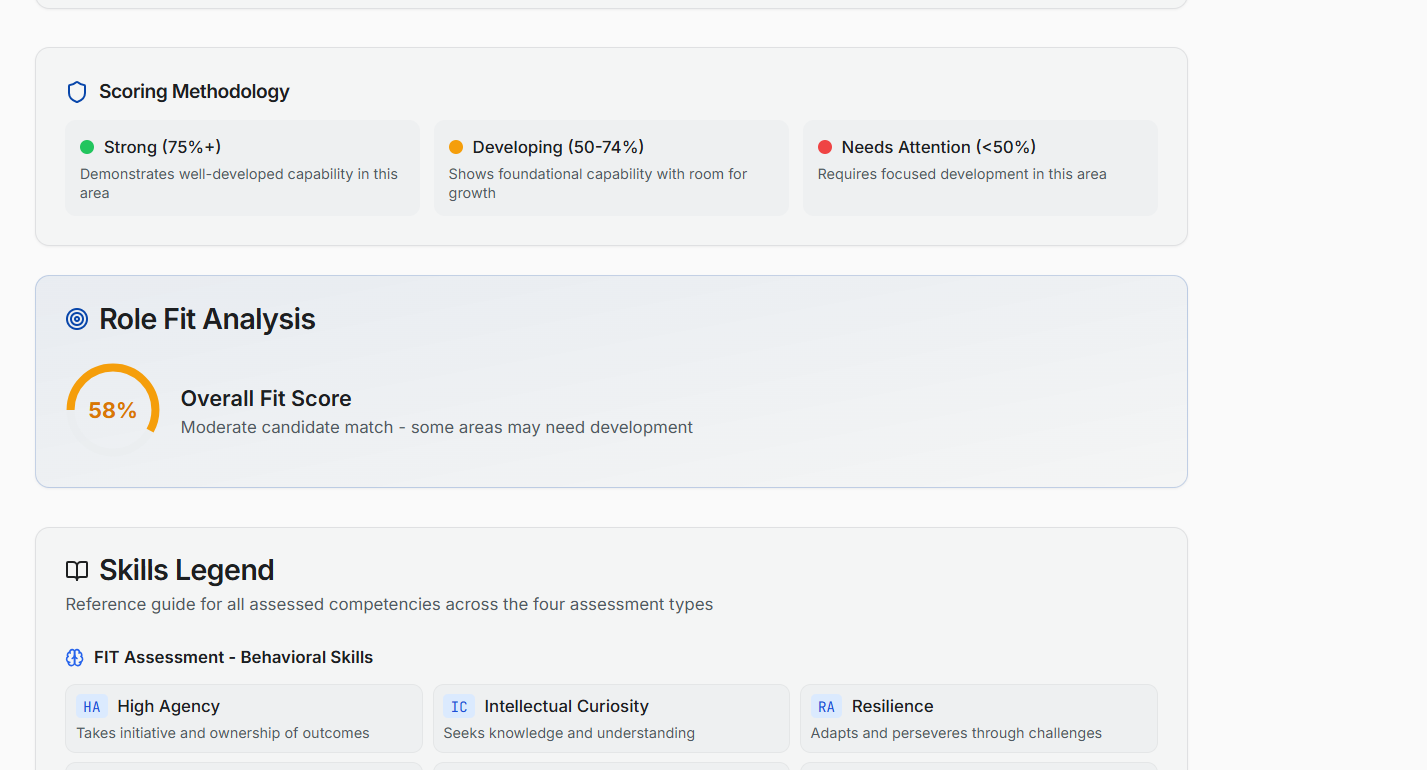 Scoring Methodology
Strong (75%+)
Demonstrates well-developed capability in this
area
Developing (50-74%)
Shows foundational capability with room for
growth
Needs Attention (<50%)
Requires focused development in this area
Role Fit Analysis
58%
Overall Fit Score
Moderate candidate match - some areas may need development
Skills Legend
Reference guide for all assessed competencies across the four assessment types
FIT Assessment - Behavioral Skills
HA High Agency
Takes initiative and ownership of outcomes
IC Intellectual Curiosity
Seeks knowledge and understanding
RA Resilience
Adapts and perseveres through challenges